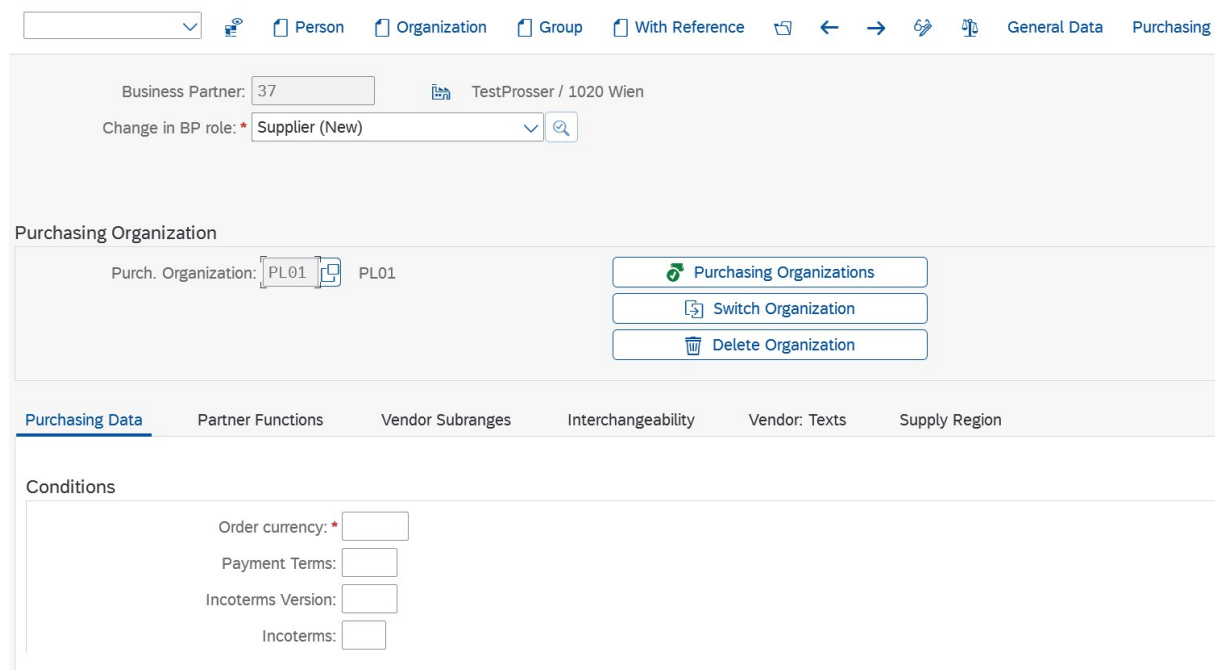 Person Organization Group With Reference General Data Purchasing
Business Partner: 37 TestProsser / 1020 Wien
Change in BP role: * Supplier (New)
Purchasing Organization
Purch. Organization: PL01 PL01
Purchasing Organizations
Switch Organization
Delete Organization
Purchasing Data Partner Functions Vendor Subranges Interchangeability Vendor: Texts Supply Region
Conditions
Order currency: *
Payment Terms:
Incoterms Version:
Incoterms: